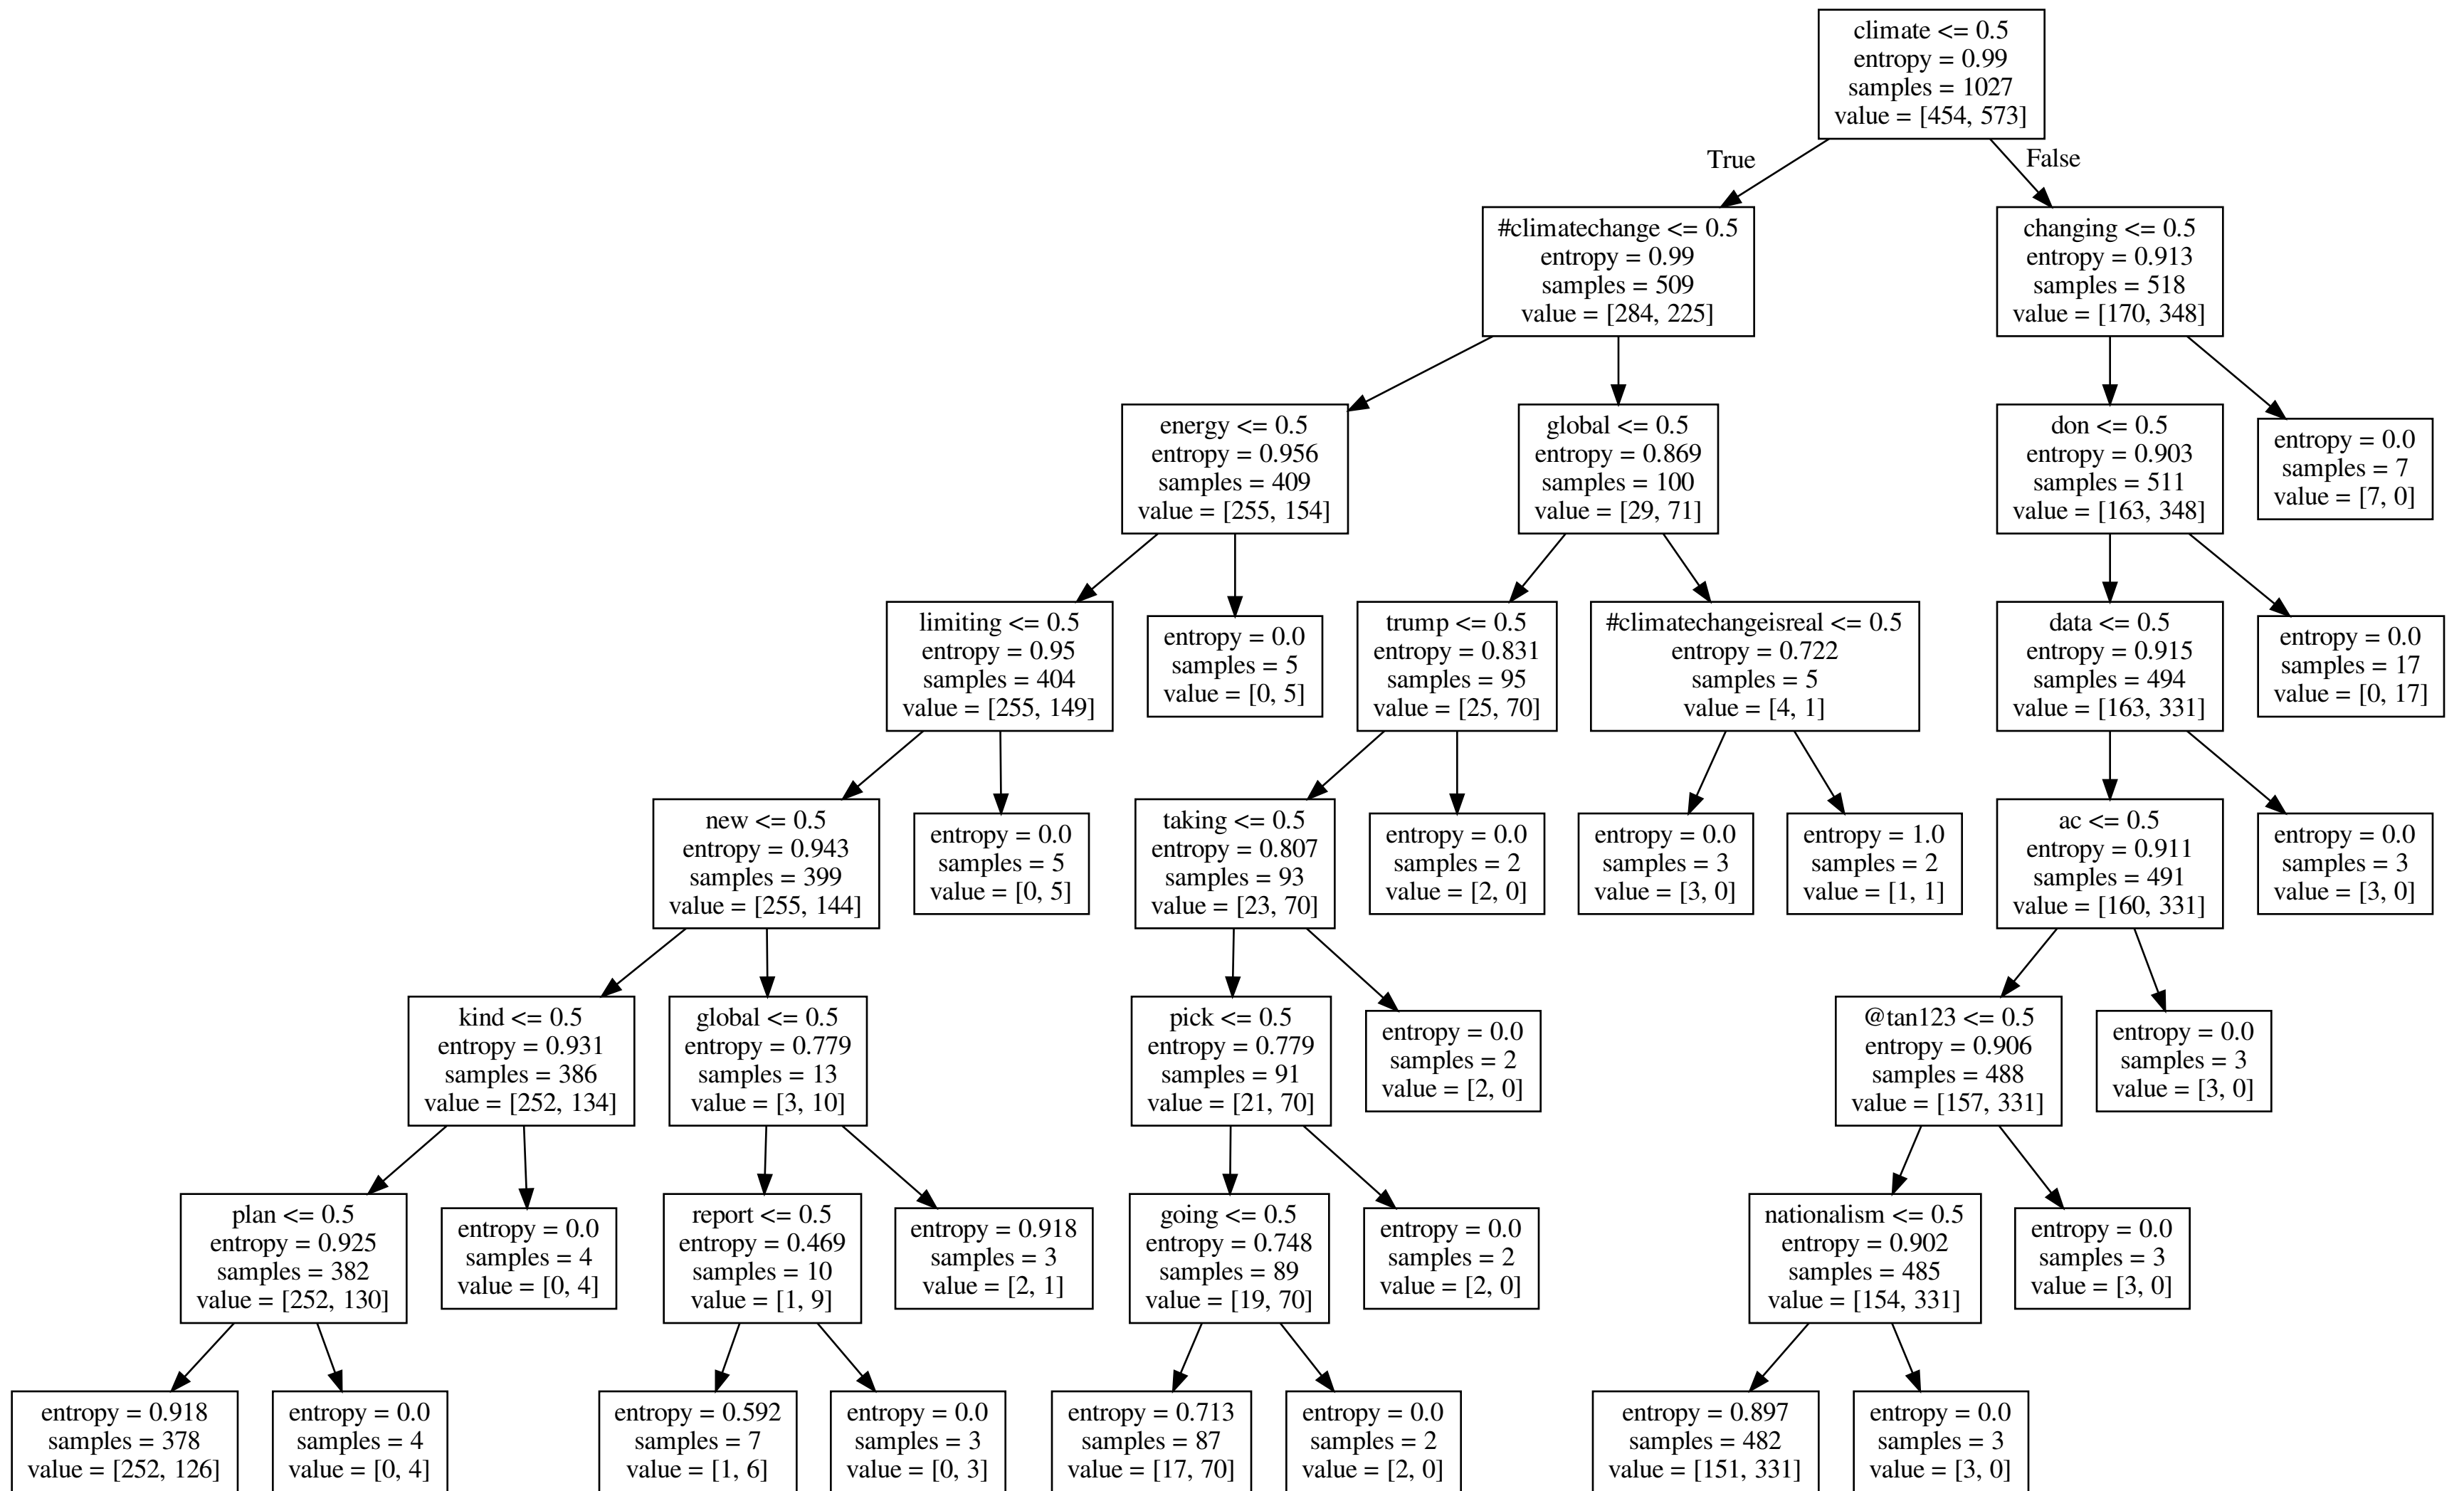 climate <= 0.5
entropy = 0.99
samples = 1027
value = [454, 573]
True
False
#climatechange <= 0.5
entropy = 0.99
samples = 509
value = [284, 225]
changing <= 0.5
entropy = 0.913
samples = 518
value = [170, 348]
energy <= 0.5
entropy = 0.956
samples = 409
value = [255, 154]
global <= 0.5
entropy = 0.869
samples = 100
value = [29, 71]
don <= 0.5
entropy = 0.903
samples = 511
value = [163, 348]
entropy = 0.0
samples = 7
value = [7, 0]
limiting <= 0.5
entropy = 0.95
samples = 404
value = [255, 149]
entropy = 0.0
samples = 5
value = [0, 5]
trump <= 0.5
entropy = 0.831
samples = 95
value = [25, 70]
#climatechangeisreal <= 0.5
entropy = 0.722
samples = 5
value = [4, 1]
data <= 0.5
entropy = 0.915
samples = 494
value = [163, 331]
entropy = 0.0
samples = 17
value = [0, 17]
new <= 0.5
entropy = 0.943
samples = 399
value = [255, 144]
entropy = 0.0
samples = 5
value = [0, 5]
taking <= 0.5
entropy = 0.807
samples = 93
value = [23, 70]
entropy = 0.0
samples = 2
value = [2, 0]
entropy = 0.0
samples = 3
value = [3, 0]
entropy = 1.0
samples = 2
value = [1, 1]
ac <= 0.5
entropy = 0.911
samples = 491
value = [160, 331]
entropy = 0.0
samples = 3
value = [3, 0]
kind <= 0.5
entropy = 0.931
samples = 386
value = [252, 134]
global <= 0.5
entropy = 0.779
samples = 13
value = [3, 10]
pick <= 0.5
entropy = 0.779
samples = 91
value = [21, 70]
entropy = 0.0
samples = 2
value = [2, 0]
@tan123 <= 0.5
entropy = 0.906
samples = 488
value = [157, 331]
entropy = 0.0
samples = 3
value = [3, 0]
plan <= 0.5
entropy = 0.925
samples = 382
value = [252, 130]
entropy = 0.0
samples = 4
value = [0, 4]
report <= 0.5
entropy = 0.469
samples = 10
value = [1, 9]
entropy = 0.918
samples = 3
value = [2, 1]
going <= 0.5
entropy = 0.748
samples = 89
value = [19, 70]
entropy = 0.0
samples = 2
value = [2, 0]
nationalism <= 0.5
entropy = 0.902
samples = 485
value = [154, 331]
entropy = 0.0
samples = 3
value = [3, 0]
entropy = 0.918
samples = 378
value = [252, 126]
entropy = 0.0
samples = 4
value = [0, 4]
entropy = 0.592
samples = 7
value = [1, 6]
entropy = 0.0
samples = 3
value = [0, 3]
entropy = 0.713
samples = 87
value = [17, 70]
entropy = 0.0
samples = 2
value = [2, 0]
entropy = 0.897
samples = 482
value = [151, 331]
entropy = 0.0
samples = 3
value = [3, 0]